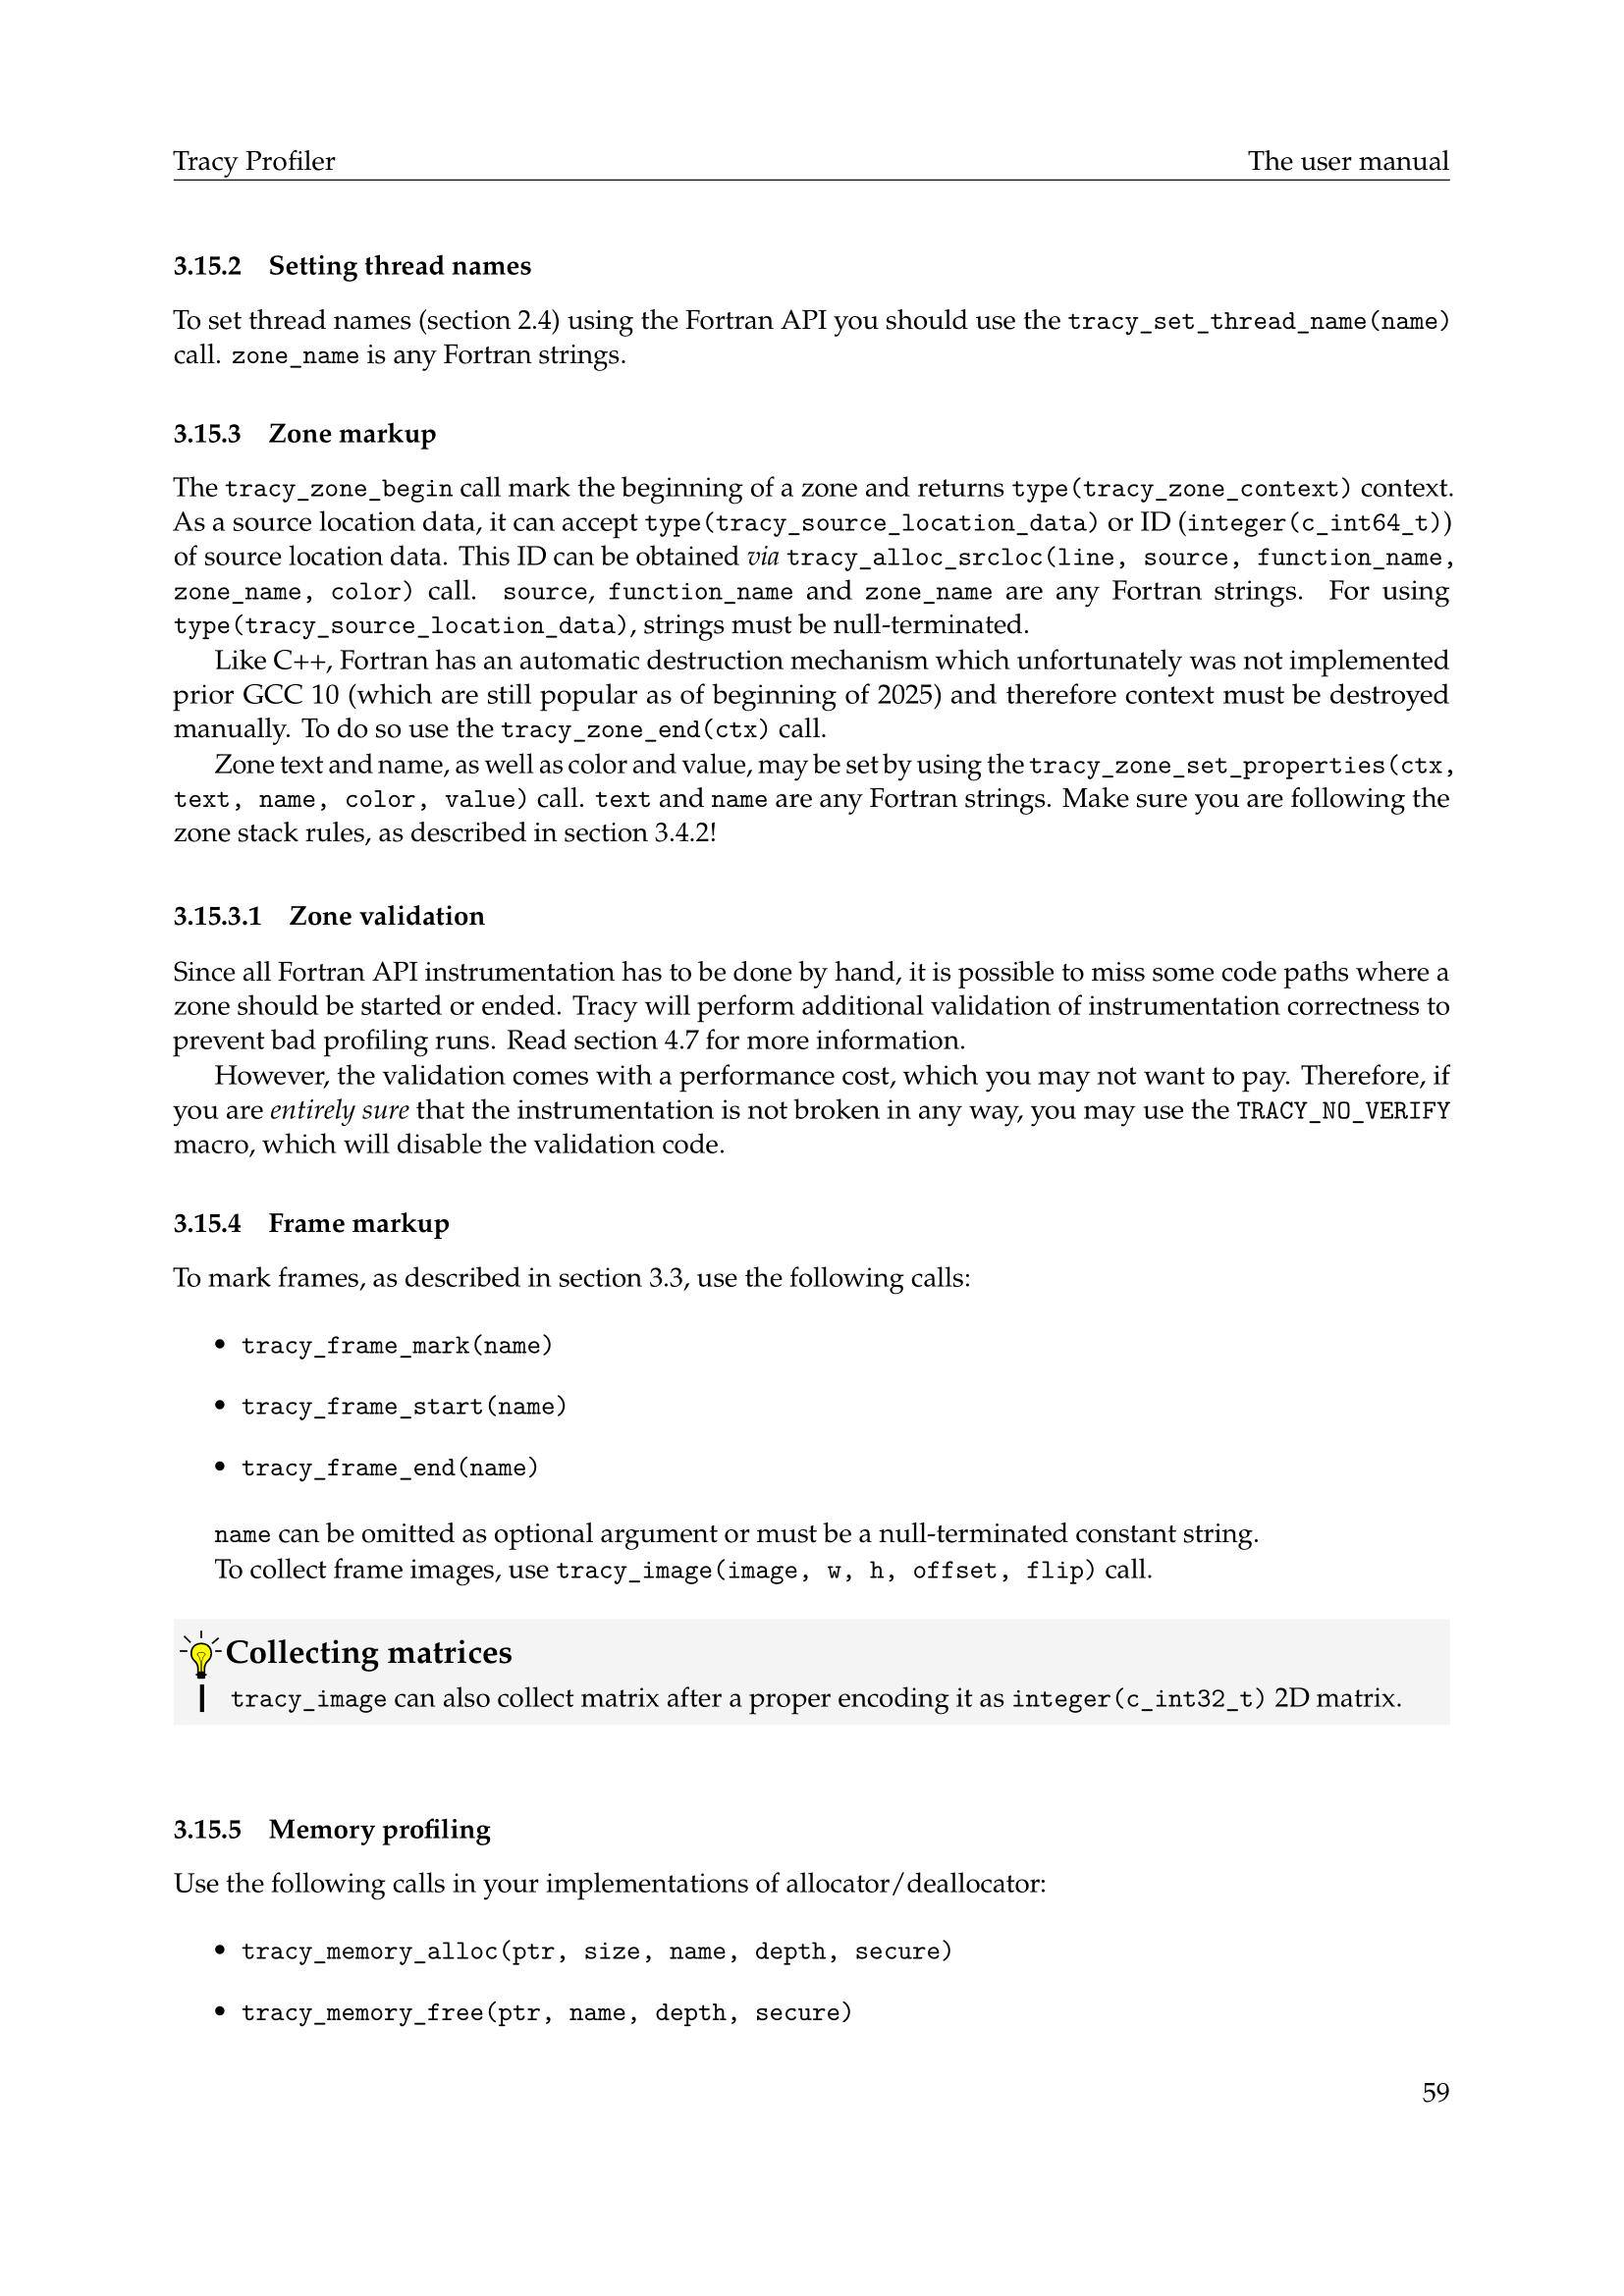 Tracy Profiler The user manual
3.15.2 Setting thread names
To set thread names (section 2.4) using the Fortran API you should use the tracy_set_thread_name(name)
call. zone_name is any Fortran strings.
3.15.3 Zone markup
The tracy_zone_begin call mark the beginning of a zone and returns type(tracy_zone_context) context.
As a source location data, it can accept type(tracy_source_location_data) or ID (integer(c_int64_t))
of source location data. This ID can be obtained via tracy_alloc_srcloc(line, source, function_name,
zone_name, color) call. source, function_name and zone_name are any Fortran strings. For using
type(tracy_source_location_data), strings must be null-terminated.
Like C++, Fortran has an automatic destruction mechanism which unfortunately was not implemented
prior GCC 10 (which are still popular as of beginning of 2025) and therefore context must be destroyed
manually. To do so use the tracy_zone_end(ctx) call.
Zone text and name, as well as color and value, may be set by using the tracy_zone_set_properties(ctx,
text, name, color, value) call. text and name are any Fortran strings. Make sure you are following the
zone stack rules, as described in section 3.4.2!
3.15.3.1 Zone validation
Since all Fortran API instrumentation has to be done by hand, it is possible to miss some code paths where a
zone should be started or ended. Tracy will perform additional validation of instrumentation correctness to
prevent bad profiling runs. Read section 4.7 for more information.
However, the validation comes with a performance cost, which you may not want to pay. Therefore, if
you are entirely sure that the instrumentation is not broken in any way, you may use the TRACY_NO_VERIFY
macro, which will disable the validation code.
3.15.4 Frame markup
To mark frames, as described in section 3.3, use the following calls:
• tracy_frame_mark(name)
• tracy_frame_start(name)
• tracy_frame_end(name)
name can be omitted as optional argument or must be a null-terminated constant string.
To collect frame images, use tracy_image(image, w, h, offset, flip) call.
Collecting matrices
tracy_image can also collect matrix after a proper encoding it as integer(c_int32_t) 2D matrix.
3.15.5 Memory profiling
Use the following calls in your implementations of allocator/deallocator:
• tracy_memory_alloc(ptr, size, name, depth, secure)
• tracy_memory_free(ptr, name, depth, secure)
59